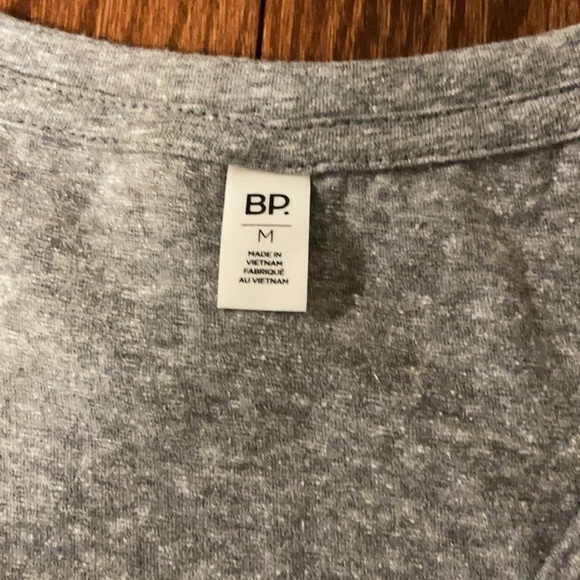 BP.
M
MADE IN
VIETNAM
FABRIQUÉ
AU VIETNAM